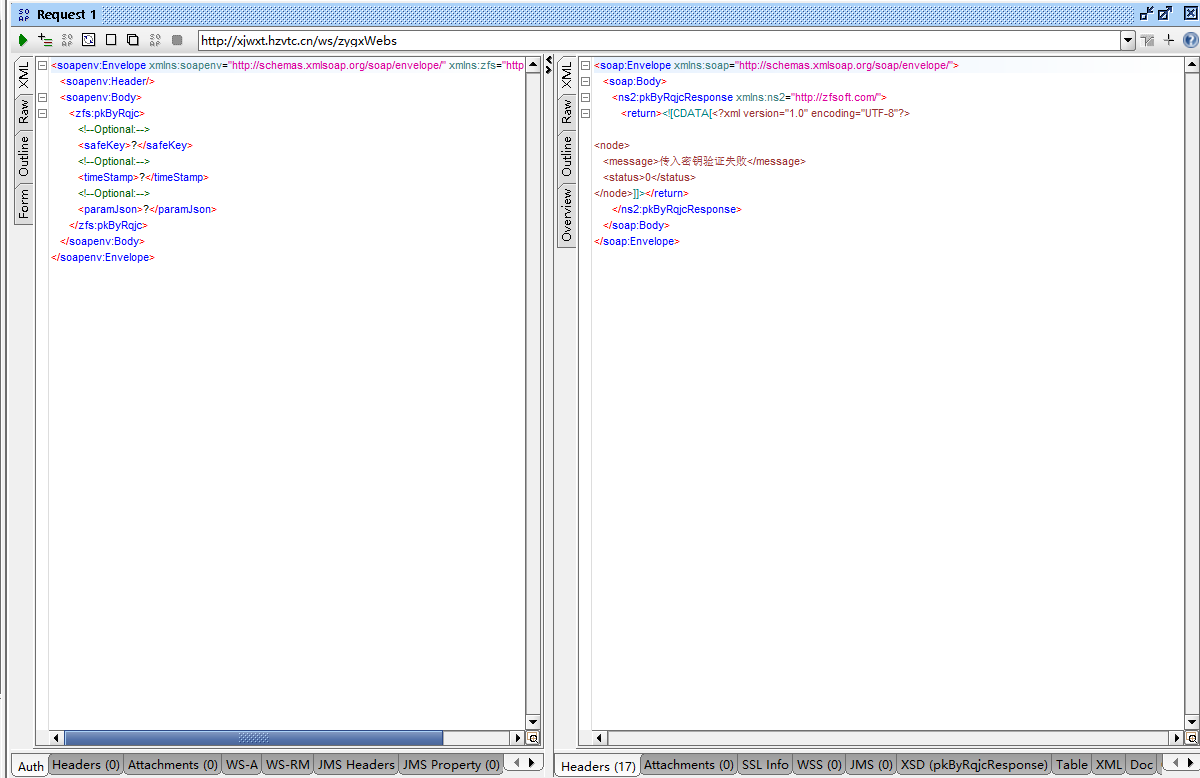 Request 1
http://xjwxt.hzvtc.cn/ws/zygxWebs
XML
Raw
Outline
Form
<soapenv:Envelope xmlns:soapenv="http://schemas.xmlsoap.org/soap/envelope/" xmlns:zfs="http
<soapenv:Header/>
<soapenv:Body>
<zfs:pkByRqjc>
<!--Optional:-->
<safeKey>?</safeKey>
<!--Optional:-->
<timeStamp>?</timeStamp>
<!--Optional:-->
<paramJson>?</paramJson>
</zfs:pkByRqjc>
</soapenv:Body>
</soapenv:Envelope>
XML
Raw
Outline
Overview
<soap:Envelope xmlns:soap="http://schemas.xmlsoap.org/soap/envelope/">
<soap:Body>
<ns2:pkByRqjcResponse xmlns:ns2="http://zfsoft.com/">
<return><![CDATA[<?xml version="1.0" encoding="UTF-8"?>
<node>
<message>传入密钥验证失败</message>
<status>0</status>
</node>]]></return>
</ns2:pkByRqjcResponse>
</soap:Body>
</soap:Envelope>
Auth Headers (0) Attachments (0) WS-A WS-RM JMS Headers JMS Property (0)
Headers (17) Attachments (0) SSL Info WSS (0) JMS (0) XSD (pkByRqjcResponse) Table XML Doc